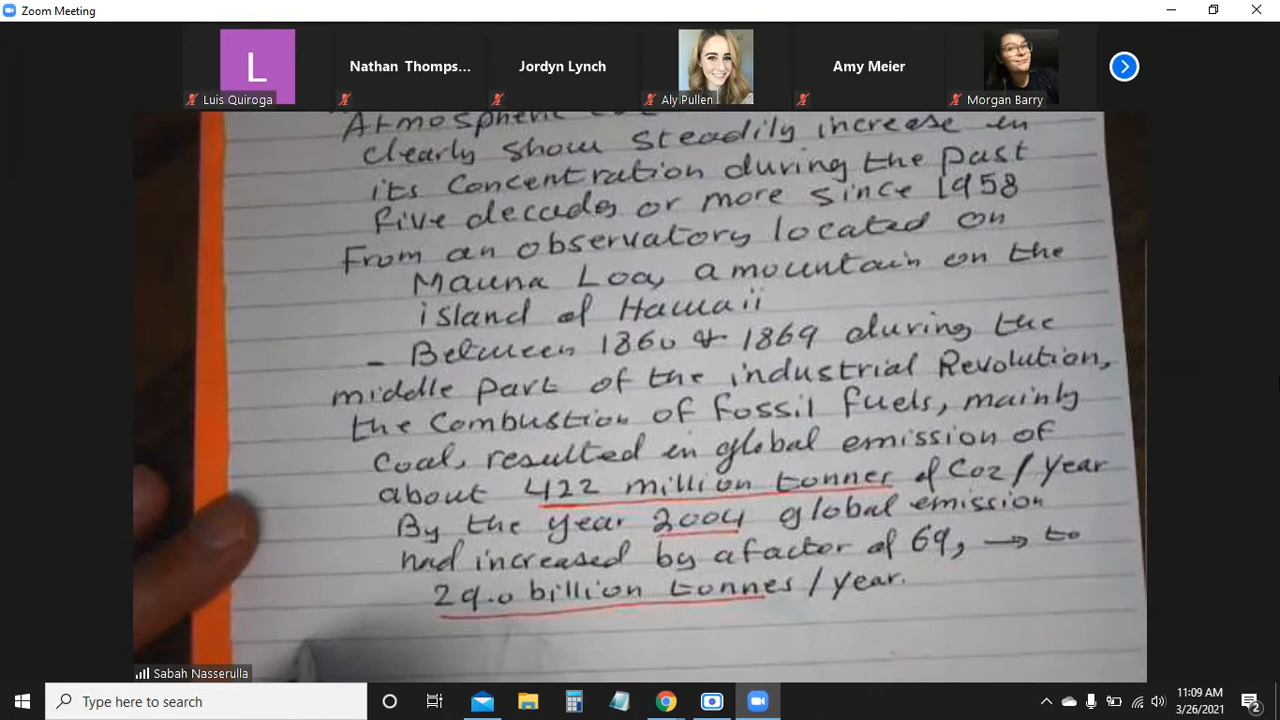 Zoom Meeting
L
Nathan Thomps...
Jordyn Lynch
Amy Meier
Luis Quiroga
Aly Pullen
Morgan Barry
Atmospheric
clearly show steadily increase in
its concentration during the past
five decades or more since 1958
From an observatory located on
Mauna Loa, a mountain on the
island of Hawaii
- Between 1860 & 1869 during the
middle part of the industrial Revolution,
the Combustion of fossil fuels, mainly
Coal, resulted in global emission of
about 422 million tonnes of CO2 / year
By the year 2004 global emission
had increased by a factor of 69, → to
29.0 billion tonnes / year.
Sabah Nasserulla
Type here to search
11:09 AM
3/26/2021
2